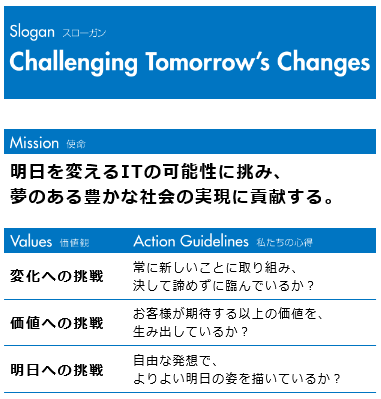 Slogan スローガン
Challenging Tomorrow's Changes
Mission 使命
明日を変えるITの可能性に挑み、
夢のある豊かな社会の実現に貢献する。
Values 価値観 Action Guidelines 私たちの心得
変化への挑戦 常に新しいことに取り組み、
決して諦めずに臨んでいるか？
価値への挑戦 お客様が期待する以上の価値を、
生み出しているか？
明日への挑戦 自由な発想で、
よりよい明日の姿を描いているか？